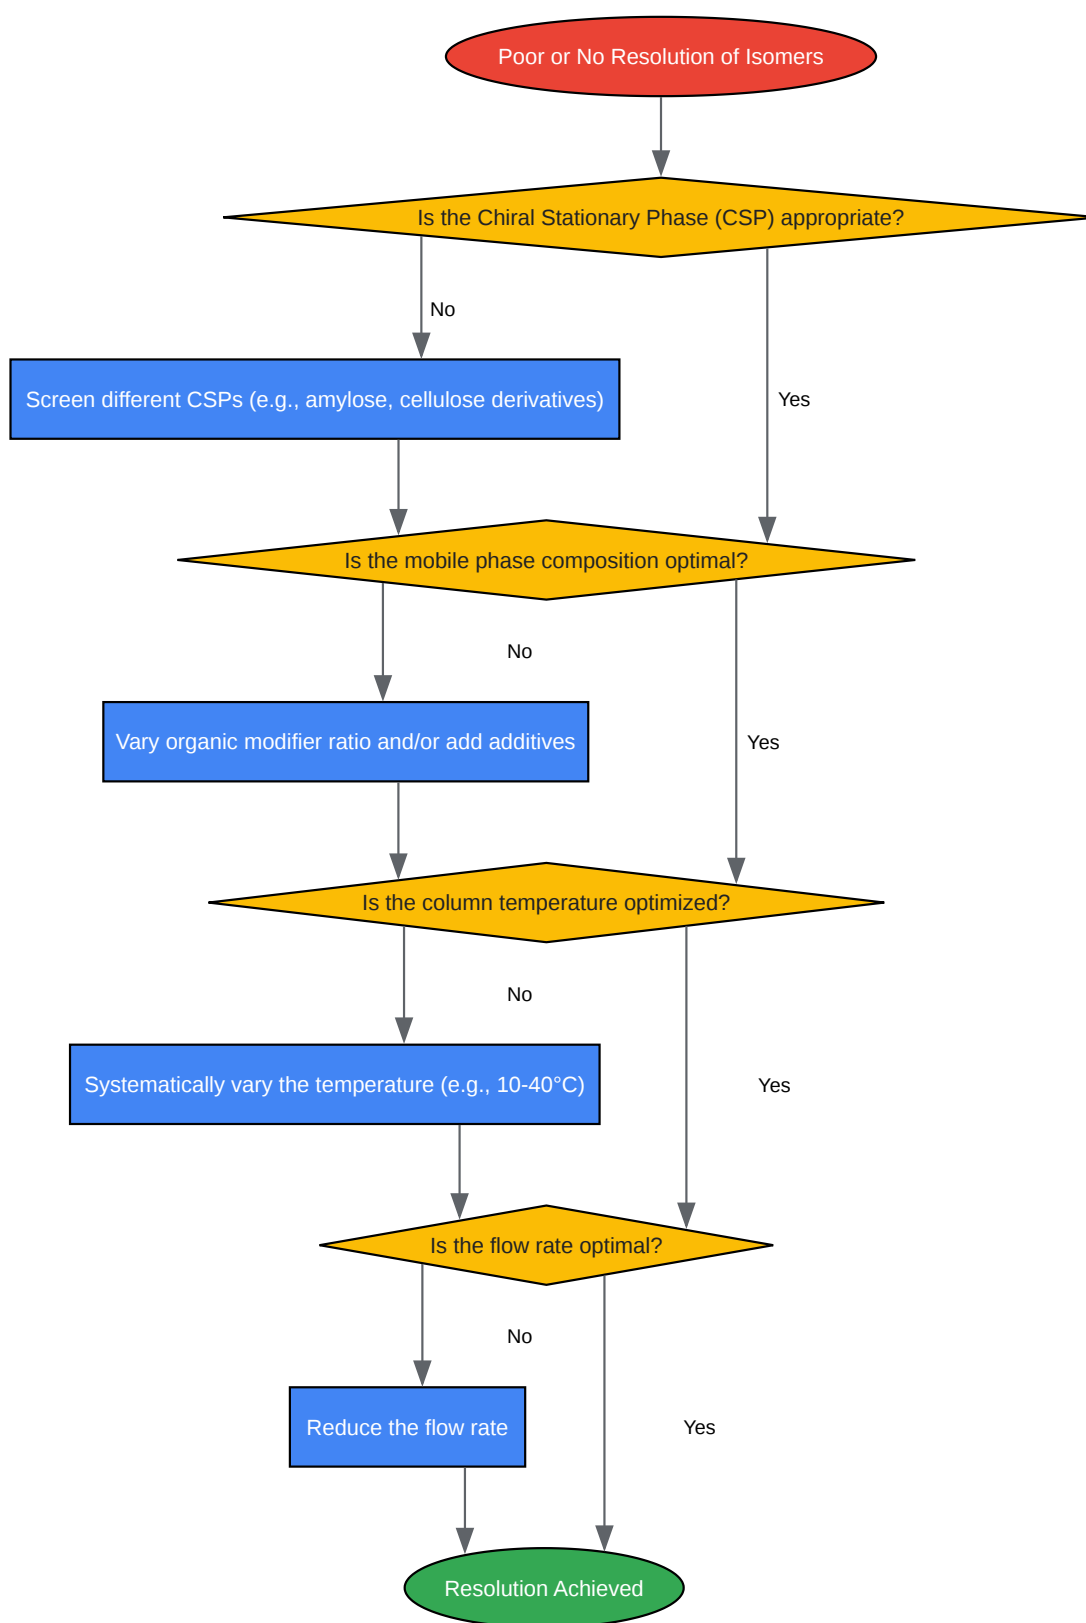 Poor or No Resolution of Isomers
Is the Chiral Stationary Phase (CSP) appropriate?
No
Screen different CSPs (e.g., amylose, cellulose derivatives)
Yes
Is the mobile phase composition optimal?
No
Vary organic modifier ratio and/or add additives
Yes
Is the column temperature optimized?
No
Systematically vary the temperature (e.g., 10-40°C)
Yes
Is the flow rate optimal?
No
Reduce the flow rate
Yes
Resolution Achieved